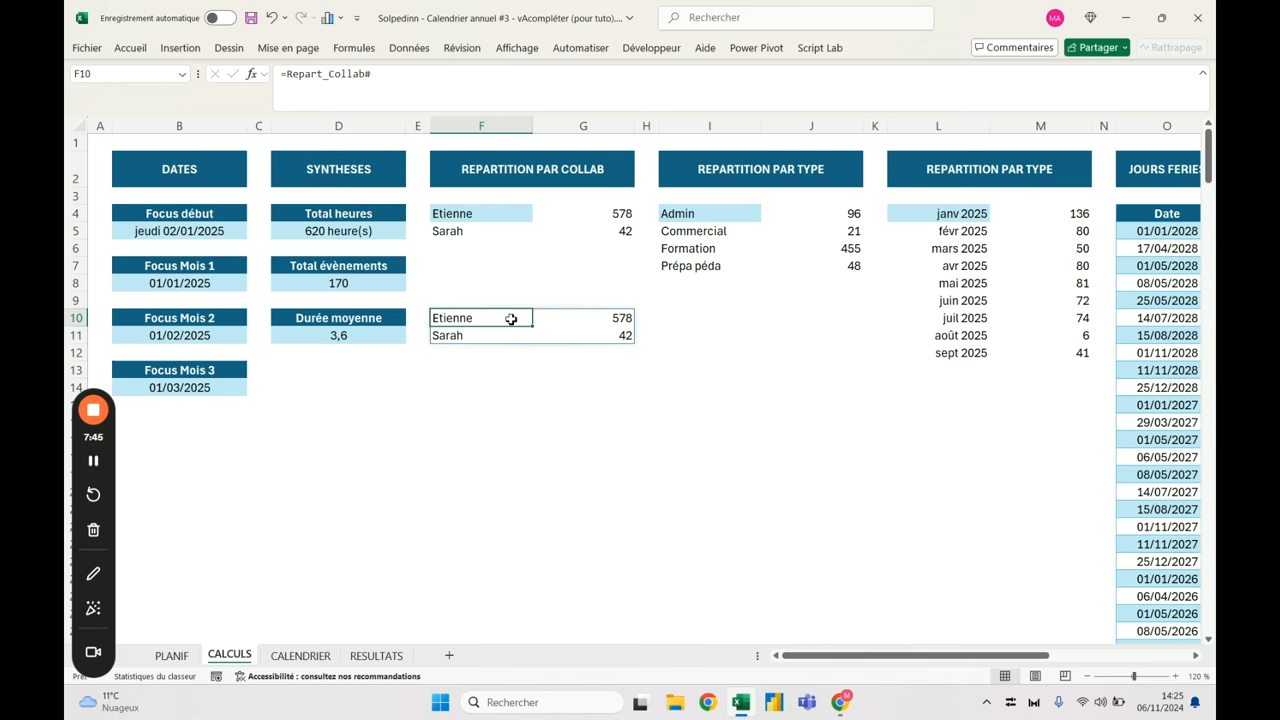 Enregistrement automatique
Solpedinn - Calendrier annuel #3 - vAcompléter (pour tuto)....
Rechercher
MA
Fichier Accueil Insertion Dessin Mise en page Formules Données Révision Affichage Automatiser Développeur Aide Power Pivot Script Lab
Commentaires
Partager
Rattrapage
F10
fx
=Repart_Collab#
A B C D E F G H I J K L M N O
1
2 DATES SYNTHESES REPARTITION PAR COLLAB REPARTITION PAR TYPE REPARTITION PAR TYPE JOURS FERIES
3
4 Focus début Total heures Etienne 578 Admin 96 janv 2025 136 Date
5 jeudi 02/01/2025 620 heure(s) Sarah 42 Commercial 21 févr 2025 80 01/01/2028
6 Formation 455 mars 2025 50 17/04/2028
7 Focus Mois 1 Total évènements Prépa péda 48 avr 2025 80 01/05/2028
8 01/01/2025 170 mai 2025 81 08/05/2028
9 juin 2025 72 25/05/2028
10 Focus Mois 2 Durée moyenne Etienne 578 juil 2025 74 14/07/2028
11 01/02/2025 3,6 Sarah 42 août 2025 6 15/08/2028
12 sept 2025 41 01/11/2028
13 Focus Mois 3 11/11/2028
14 01/03/2025 25/12/2028
01/01/2027
29/03/2027
01/05/2027
06/05/2027
08/05/2027
14/07/2027
15/08/2027
01/11/2027
11/11/2027
25/12/2027
01/01/2026
06/04/2026
01/05/2026
08/05/2026
7:45
PLANIF CALCULS CALENDRIER RESULTATS
Statistiques du classeur
Accessibilité : consultez nos recommandations
120 %
11°C
Nuageux
Rechercher
14:25
06/11/2024